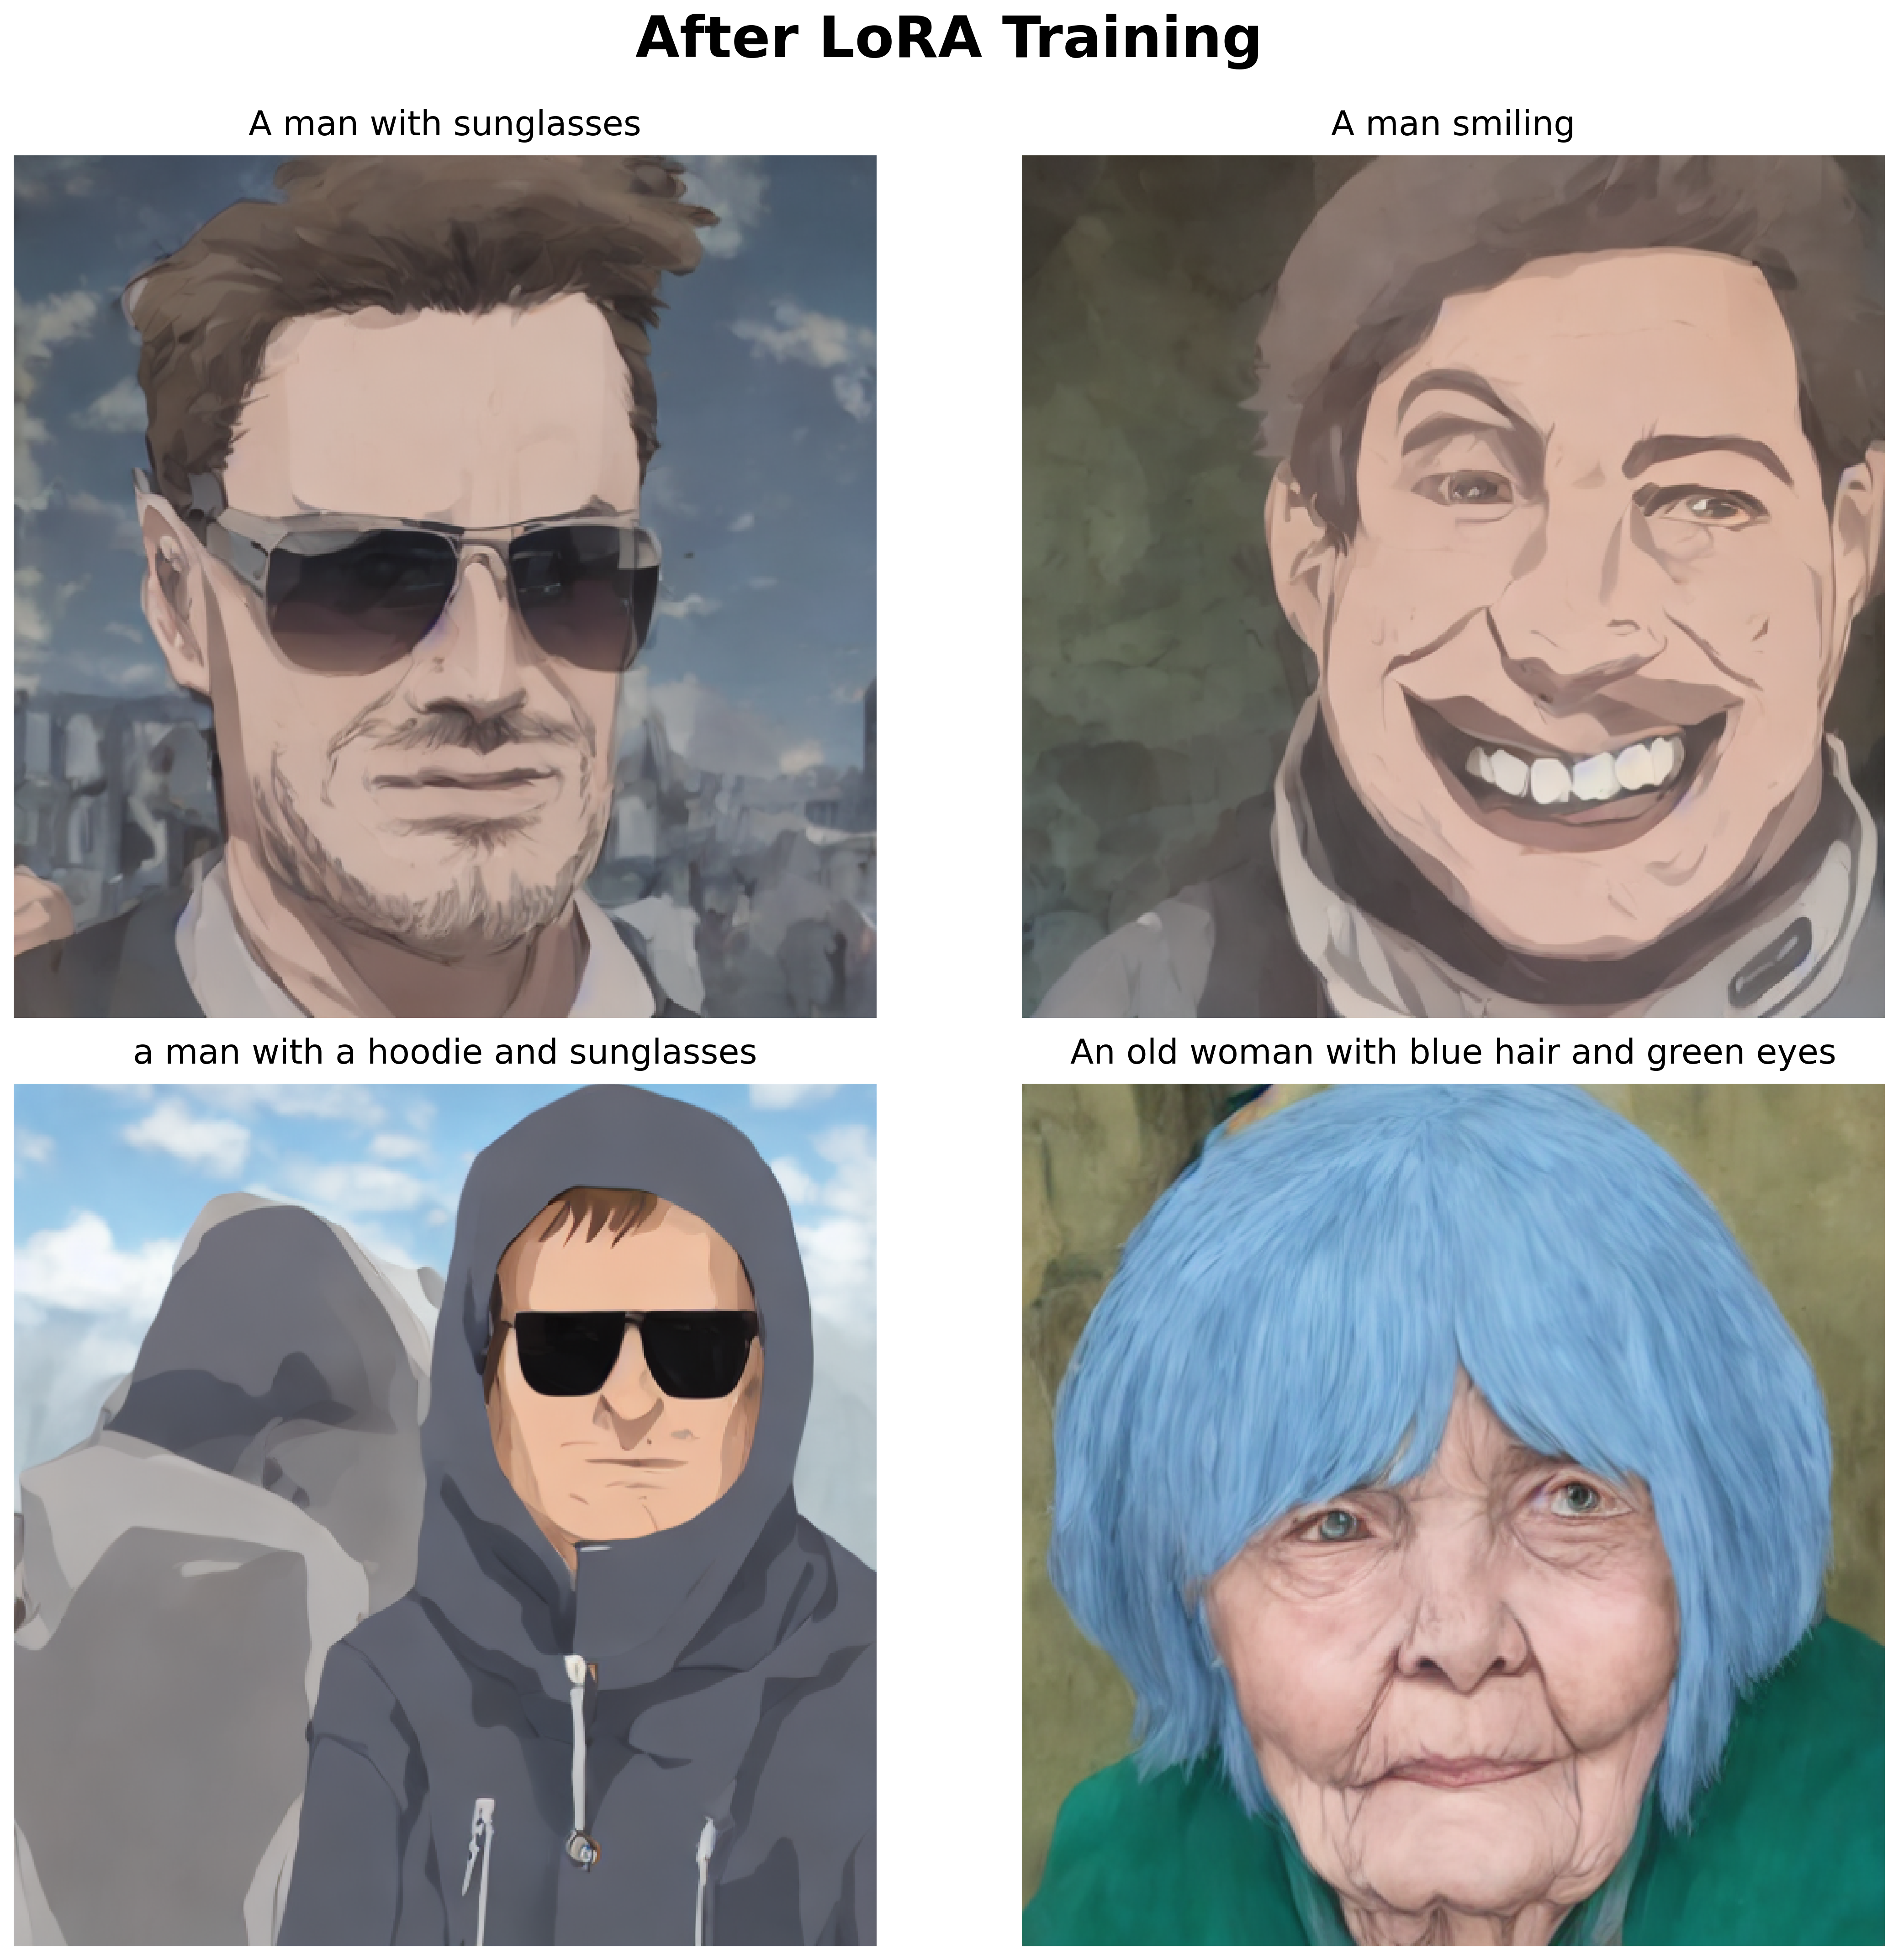 After LoRA Training
A man with sunglasses
A man smiling
a man with a hoodie and sunglasses
An old woman with blue hair and green eyes